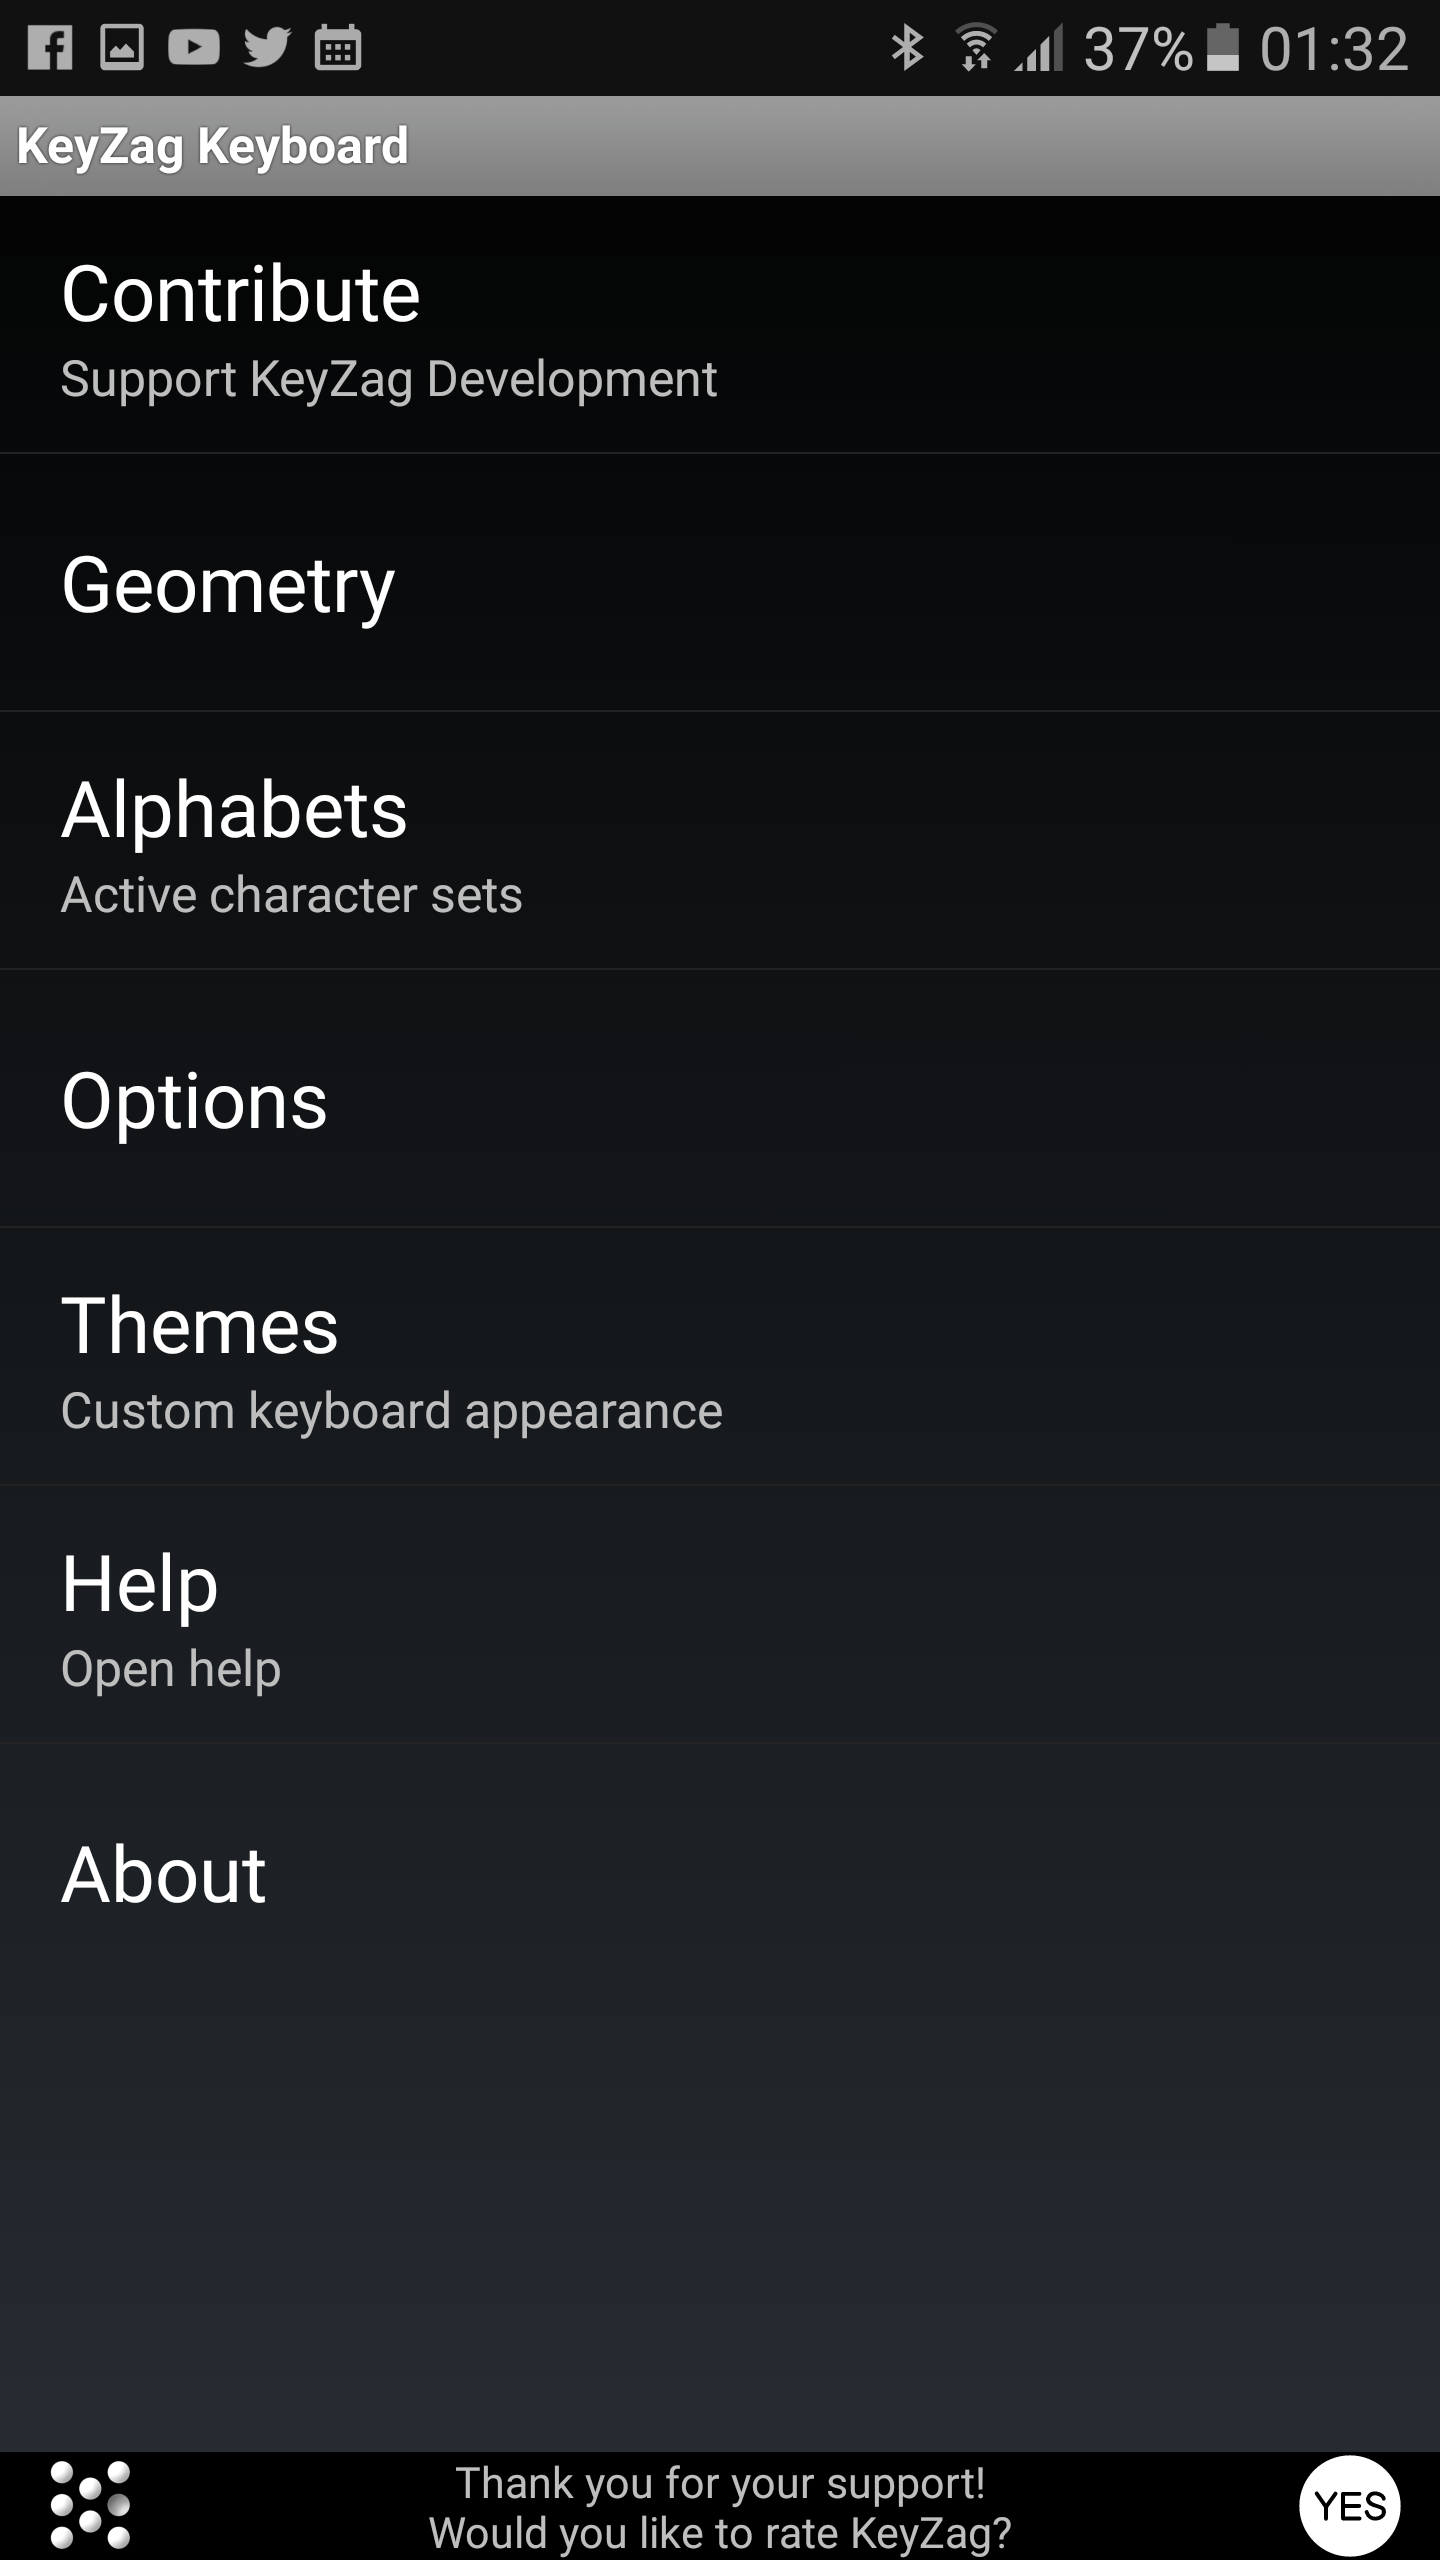 37% 01:32
KeyZag Keyboard
Contribute
Support KeyZag Development
Geometry
Alphabets
Active character sets
Options
Themes
Custom keyboard appearance
Help
Open help
About
Thank you for your support!
Would you like to rate KeyZag?
YES